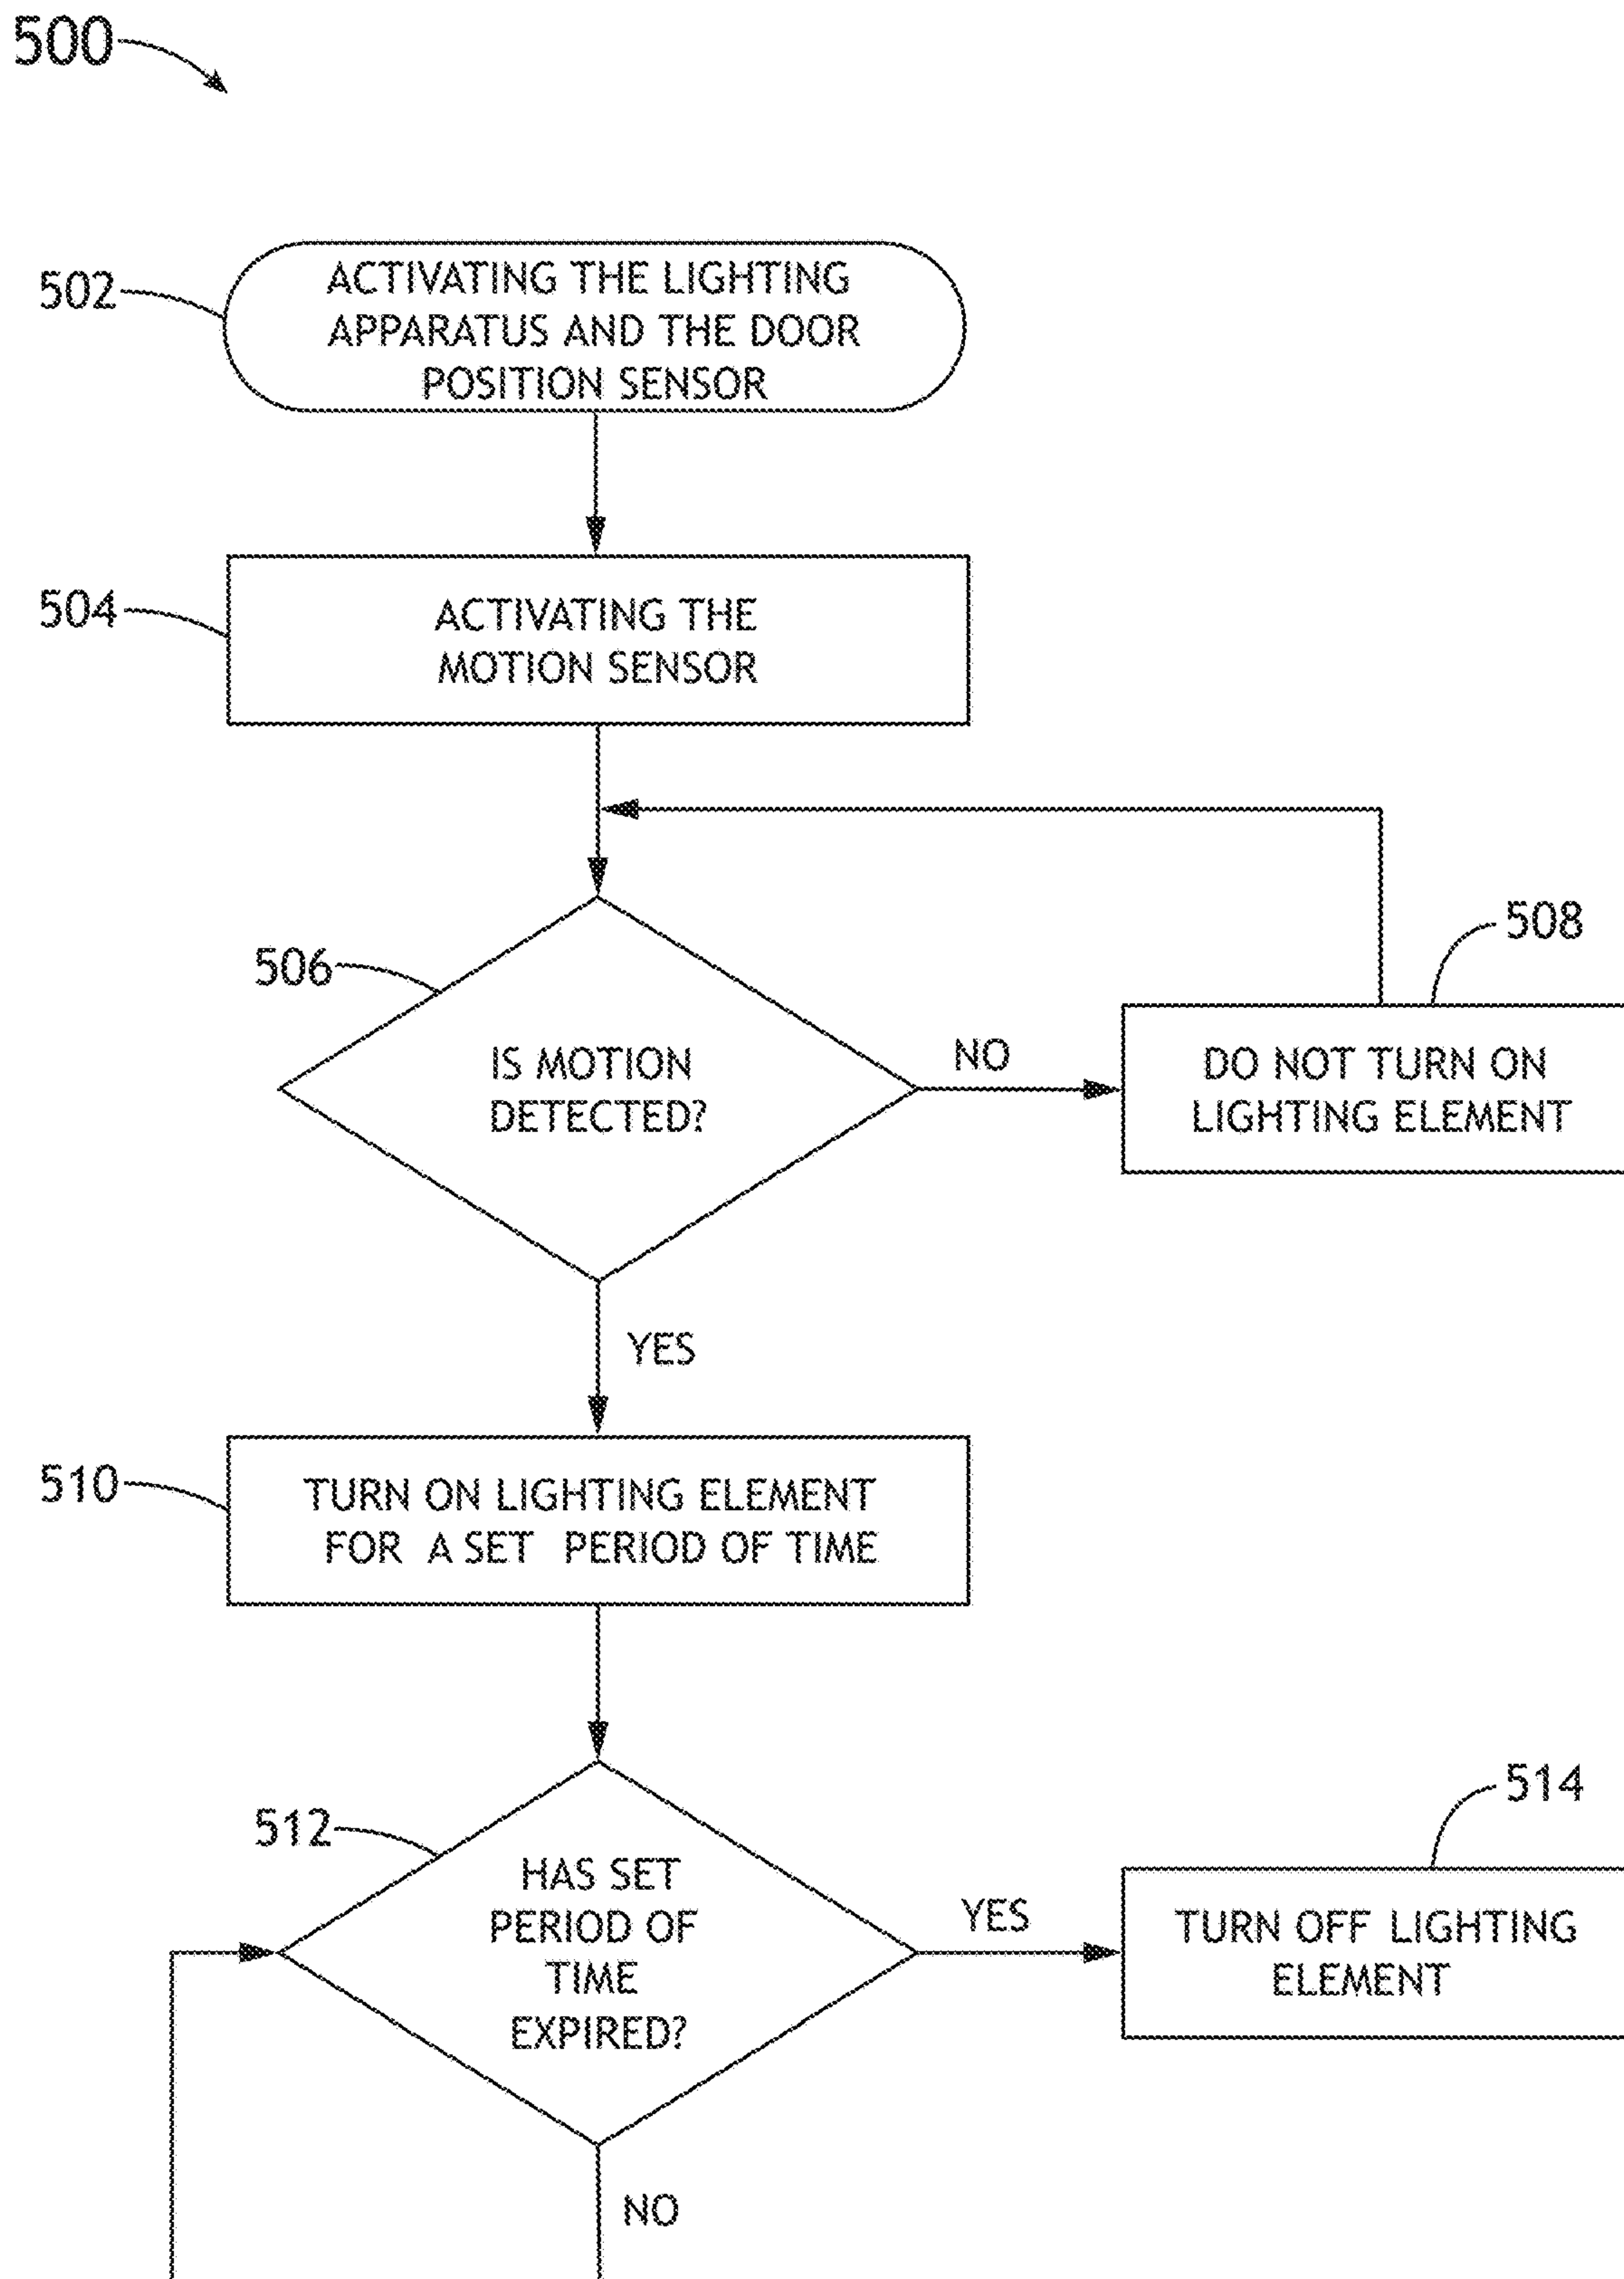 500
502
ACTIVATING THE LIGHTING
APPARATUS AND THE DOOR
POSITION SENSOR
504
ACTIVATING THE
MOTION SENSOR
506
IS MOTION
DETECTED?
NO
508
DO NOT TURN ON
LIGHTING ELEMENT
YES
510
TURN ON LIGHTING ELEMENT
FOR A SET PERIOD OF TIME
512
HAS SET
PERIOD OF
TIME
EXPIRED?
YES
514
TURN OFF LIGHTING
ELEMENT
NO